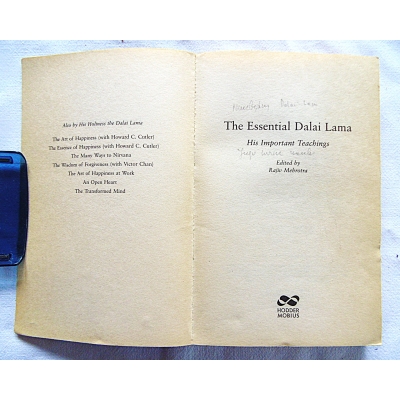 Also by His Holiness the Dalai Lama
The Art of Happiness (with Howard C. Cutler)
The Essence of Happiness (with Howard C. Cutler)
The Many Ways to Nirvana
The Wisdom of Forgiveness (with Victor Chan)
The Art of Happiness at Work
An Open Heart
The Transformed Mind
Dalai-Lama
The Essential Dalai Lama
His Important Teachings
Edited by
Rajiv Mehrotra
HODDER
MOBIUS